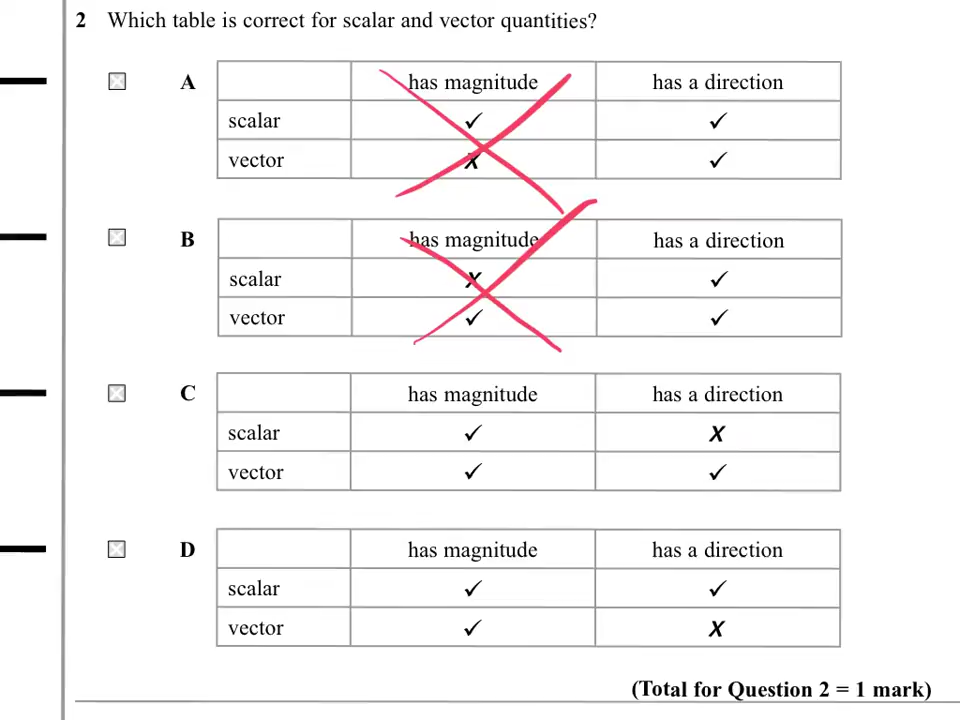 2 Which table is correct for scalar and vector quantities?
A
has magnitude has a direction
scalar ✓ ✓
vector X ✓
B
has magnitude has a direction
scalar X ✓
vector ✓ ✓
C
has magnitude has a direction
scalar ✓ X
vector ✓ ✓
D
has magnitude has a direction
scalar ✓ ✓
vector ✓ X
(Total for Question 2 = 1 mark)